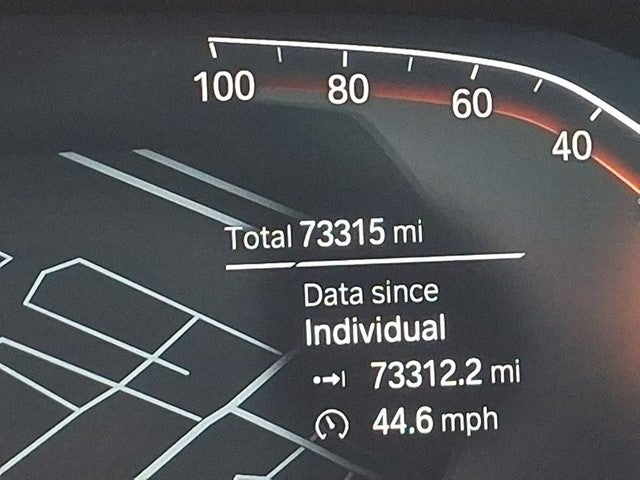 100 80 60 40
Total 73315 mi
Data since
Individual
73312.2 mi
44.6 mph